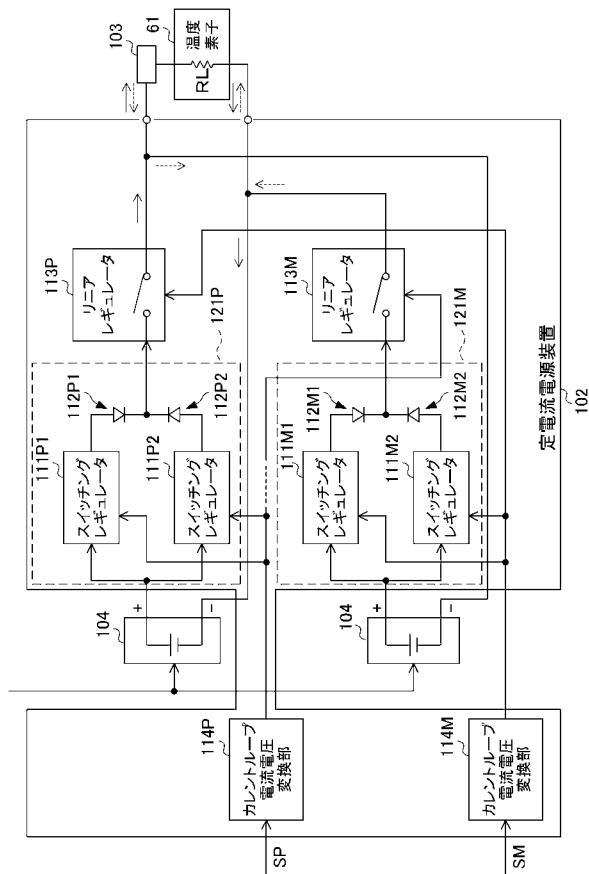 103
61
温度
素子
RL
113P
リニア
レギュレータ
121P
112P1
112P2
111P1
スイッチング
レギュレータ
111P2
スイッチング
レギュレータ
104
+
-
114P
カレントループ
電流電圧
変換部
SP
113M
リニア
レギュレータ
121M
112M1
112M2
111M1
スイッチング
レギュレータ
111M2
スイッチング
レギュレータ
104
+
-
114M
カレントループ
電流電圧
変換部
SM
定電流電源装置
102